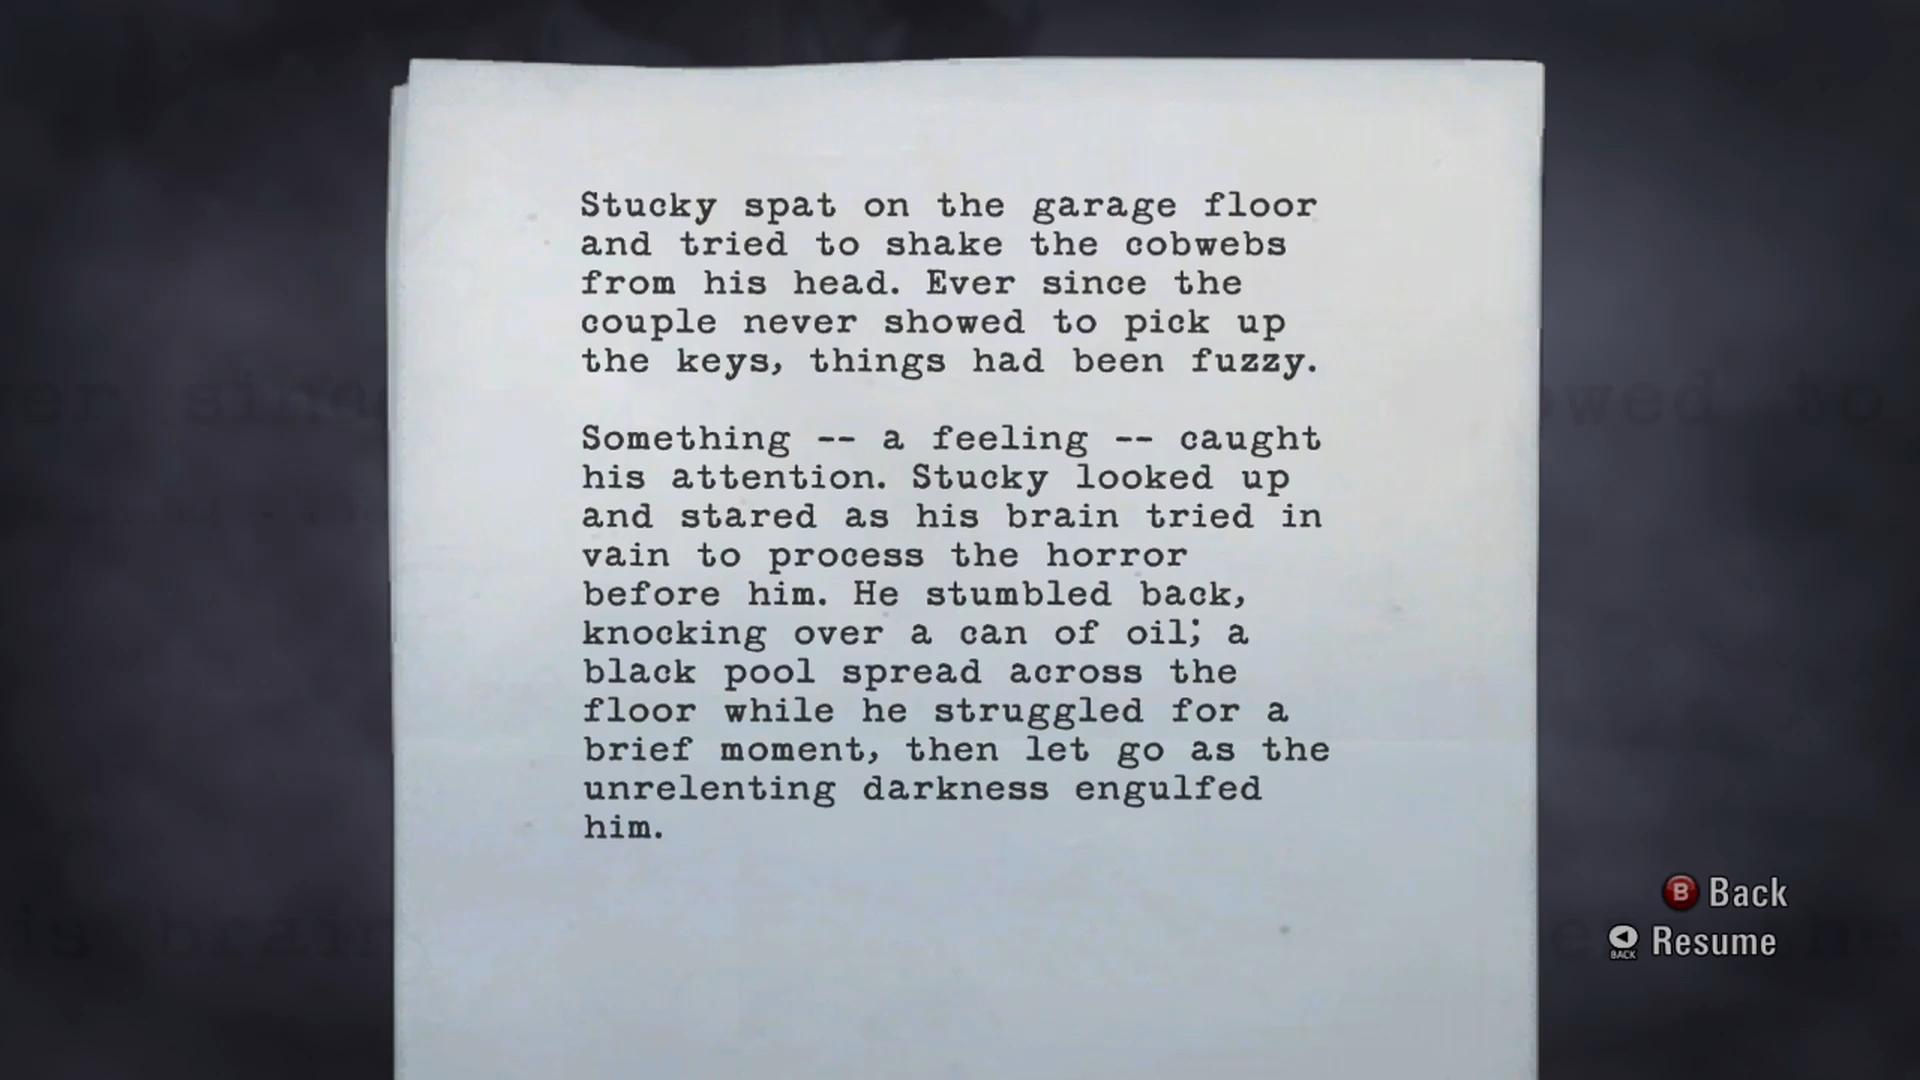 Stucky spat on the garage floor
and tried to shake the cobwebs
from his head. Ever since the
couple never showed to pick up
the keys, things had been fuzzy.
Something -- a feeling -- caught
his attention. Stucky looked up
and stared as his brain tried in
vain to process the horror
before him. He stumbled back,
knocking over a can of oil; a
black pool spread across the
floor while he struggled for a
brief moment, then let go as the
unrelenting darkness engulfed
him.
B Back
BACK Resume